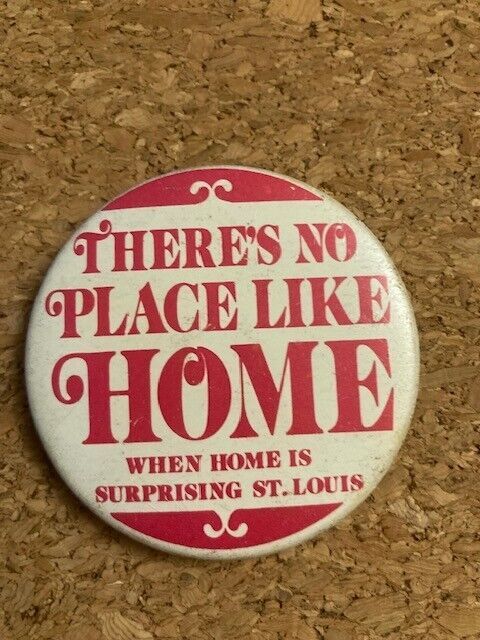 THERE'S NO
PLACE LIKE
HOME
WHEN HOME IS
SURPRISING ST. LOUIS